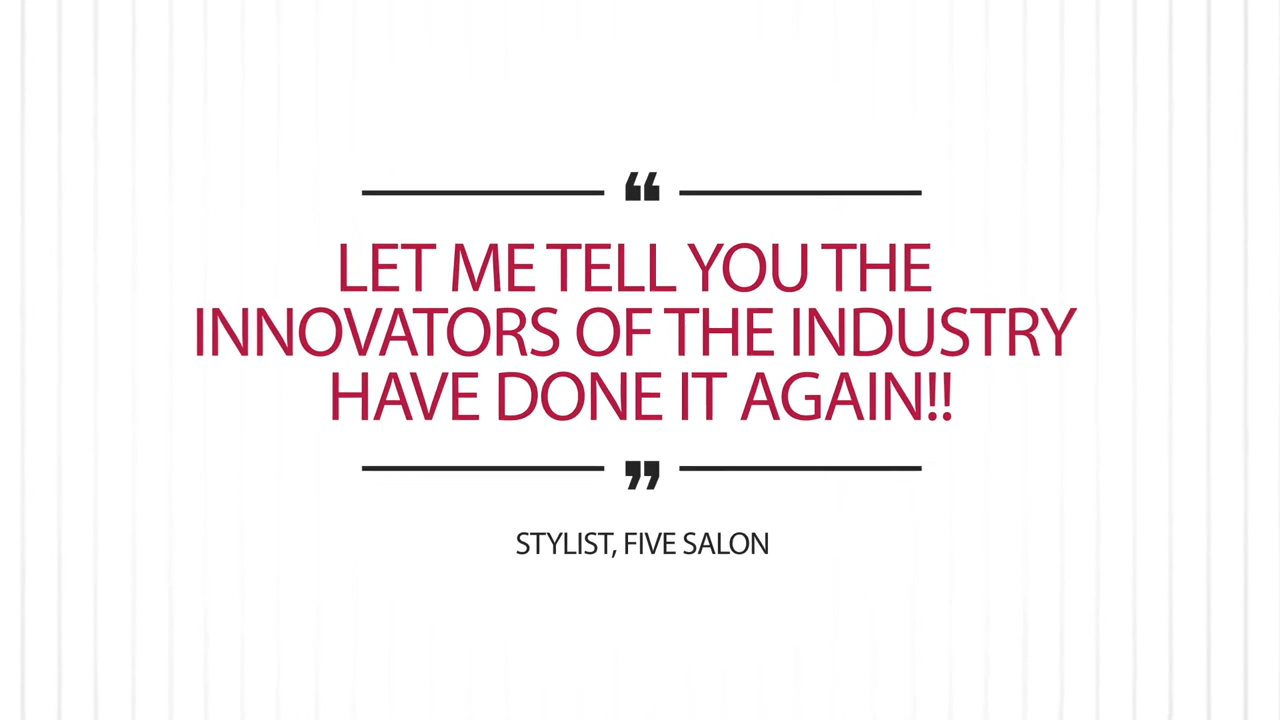 “
LET ME TELL YOU THE
INNOVATORS OF THE INDUSTRY
HAVE DONE IT AGAIN!!
”
STYLIST, FIVE SALON